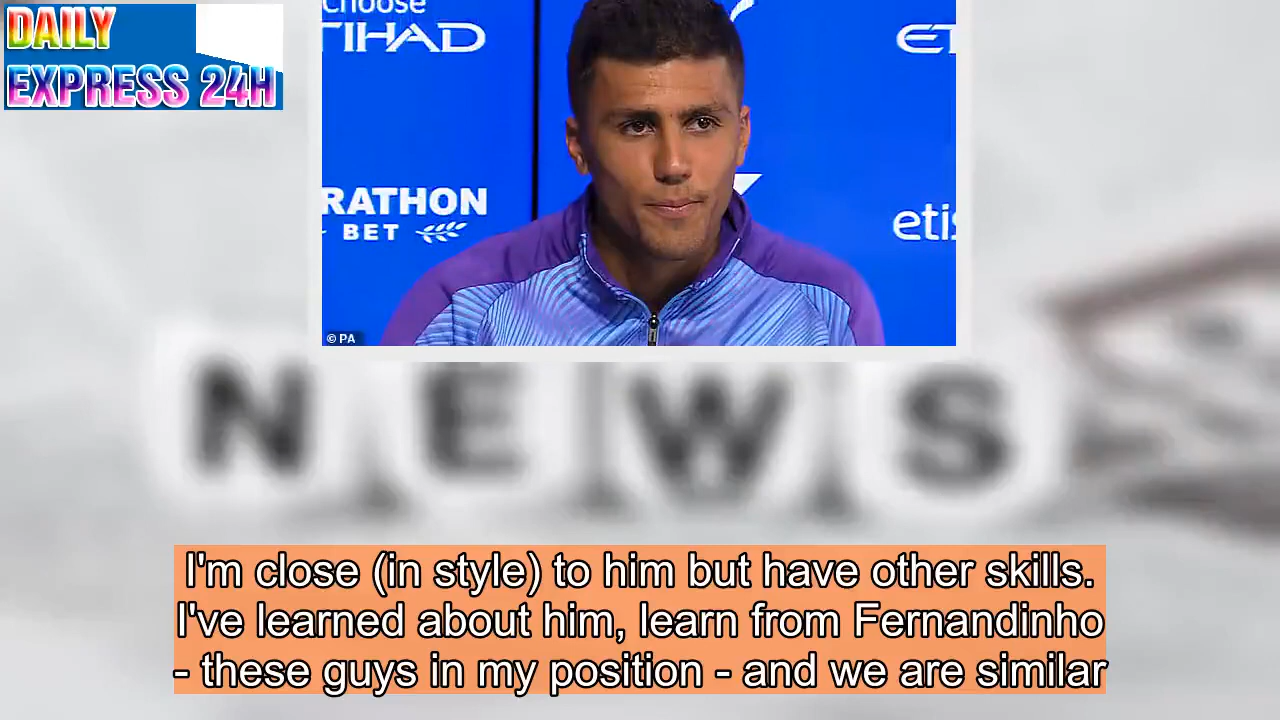 DAILY
EXPRESS 24H
choose
TIHAD
ET
RATHON
BET
etis
© PA
NEWS
I'm close (in style) to him but have other skills.
I've learned about him, learn from Fernandinho
- these guys in my position - and we are similar